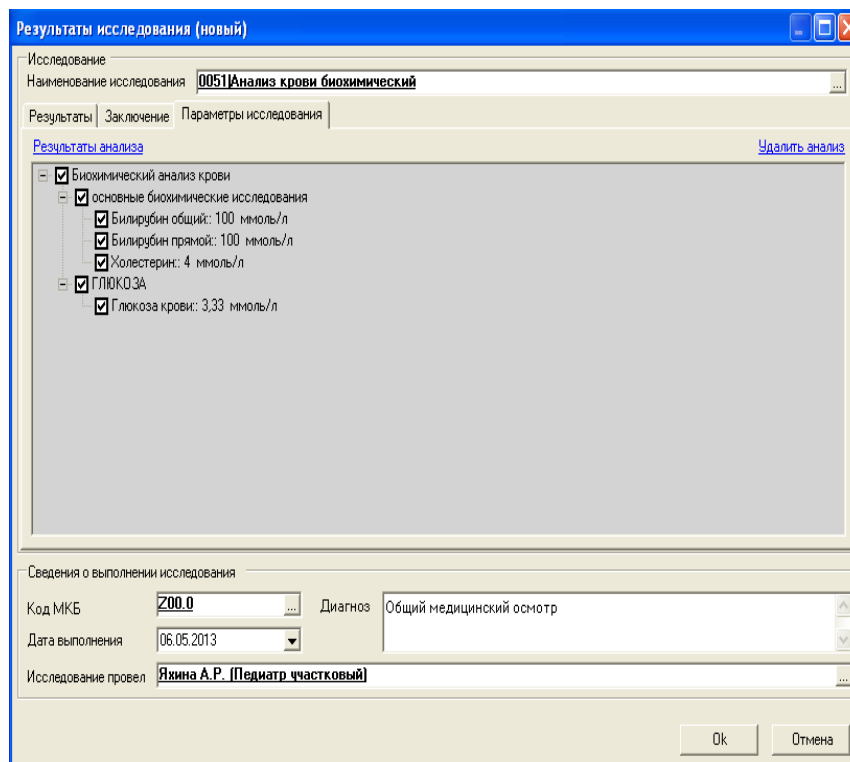 Результаты исследования (новый)
Исследование
Наименование исследования 0051|Анализ крови биохимический ...
Результаты Заключение Параметры исследования
Результаты анализа Удалить анализ
Биохимический анализ крови
основные биохимические исследования
Билирубин общий:: 100 ммоль/л
Билирубин прямой:: 100 ммоль/л
Холестерин:: 4 ммоль/л
ГЛЮКОЗА
Глюкоза крови:: 3,33 ммоль/л
Сведения о выполнении исследования
Код МКБ Z00.0 ... Диагноз Общий медицинский осмотр
Дата выполнения 06.05.2013
Исследование провел Яхина А.Р. (Педиатр участковый) ...
Ok Отмена